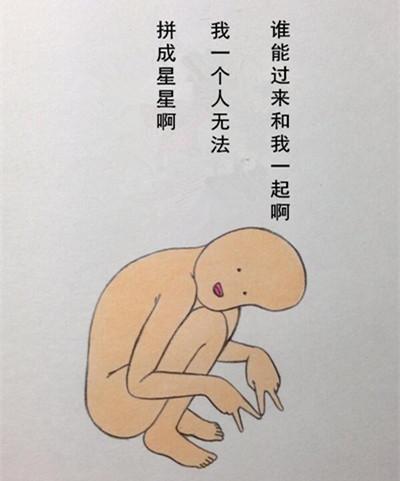 谁能过来和我一起啊
我一个人无法
拼成星星啊